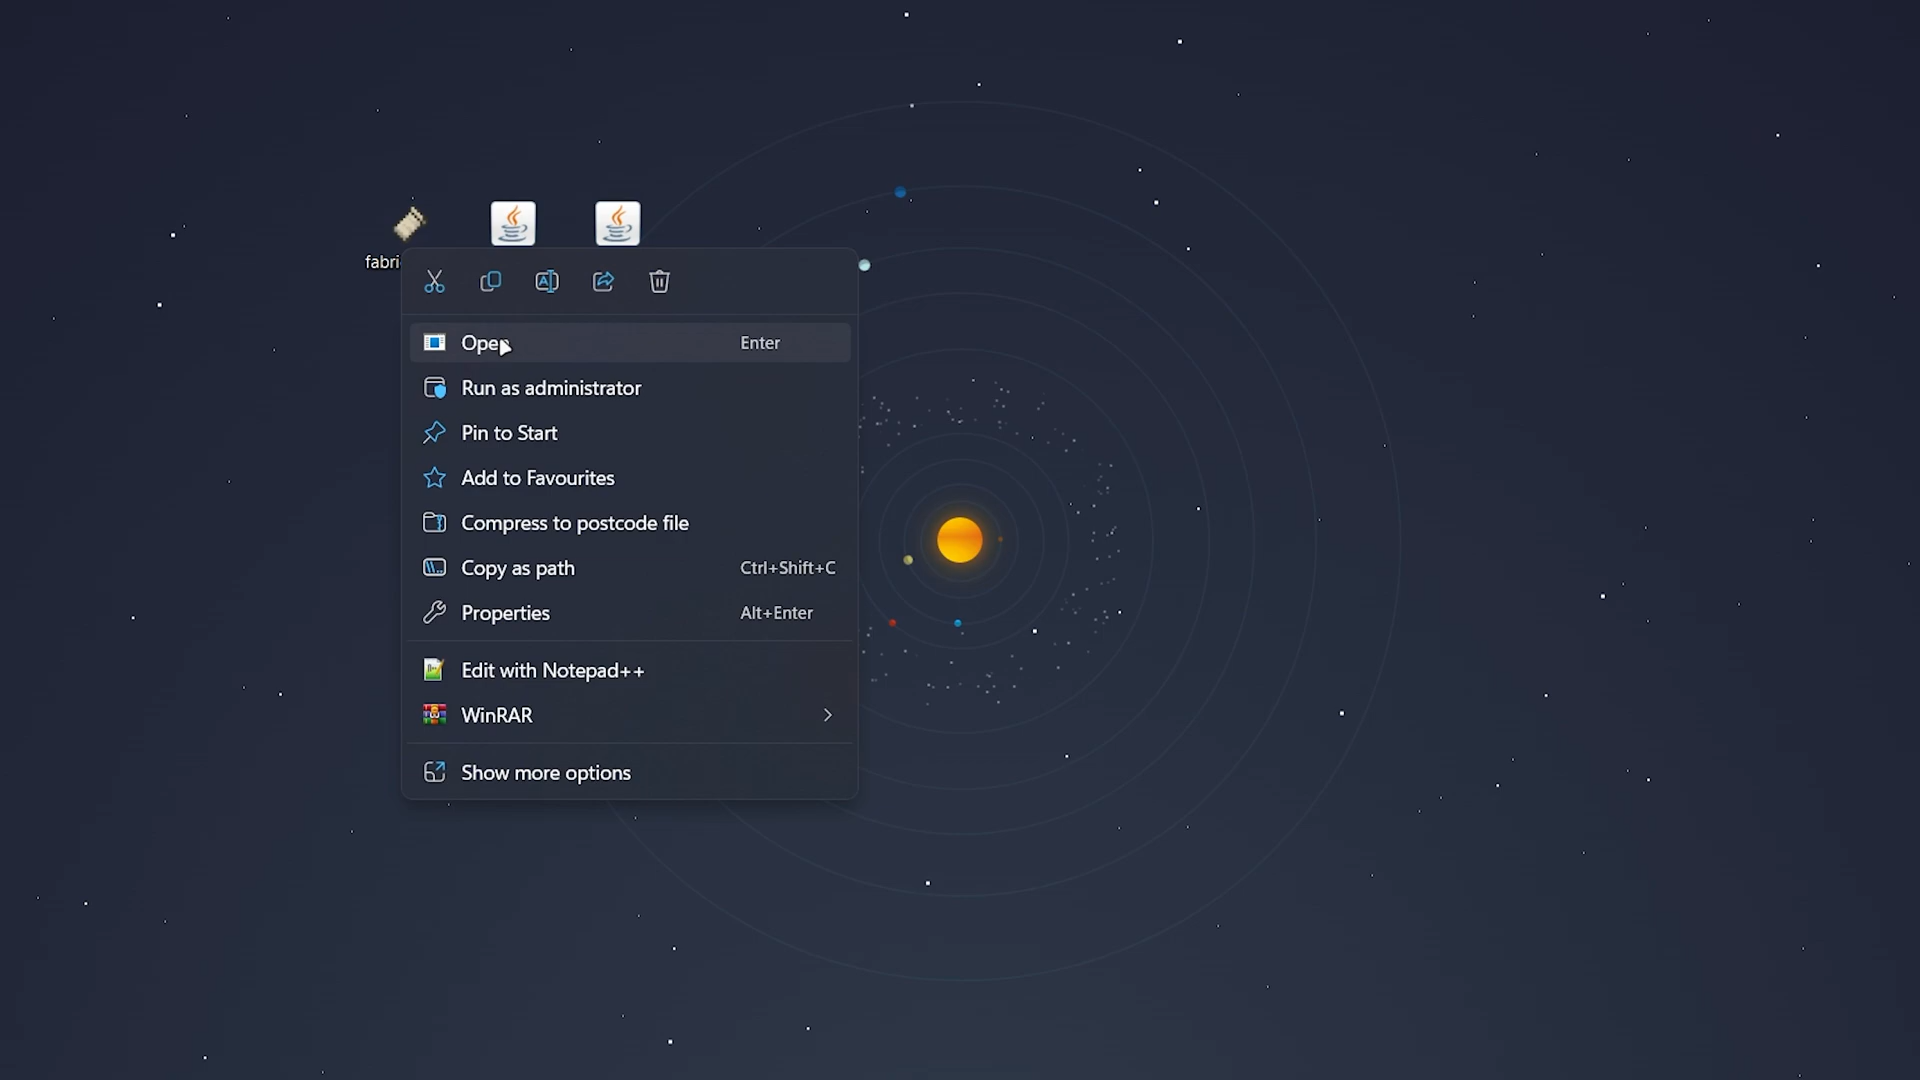 fabri
Open Enter
Run as administrator
Pin to Start
Add to Favourites
Compress to postcode file
Copy as path Ctrl+Shift+C
Properties Alt+Enter
Edit with Notepad++
WinRAR
Show more options